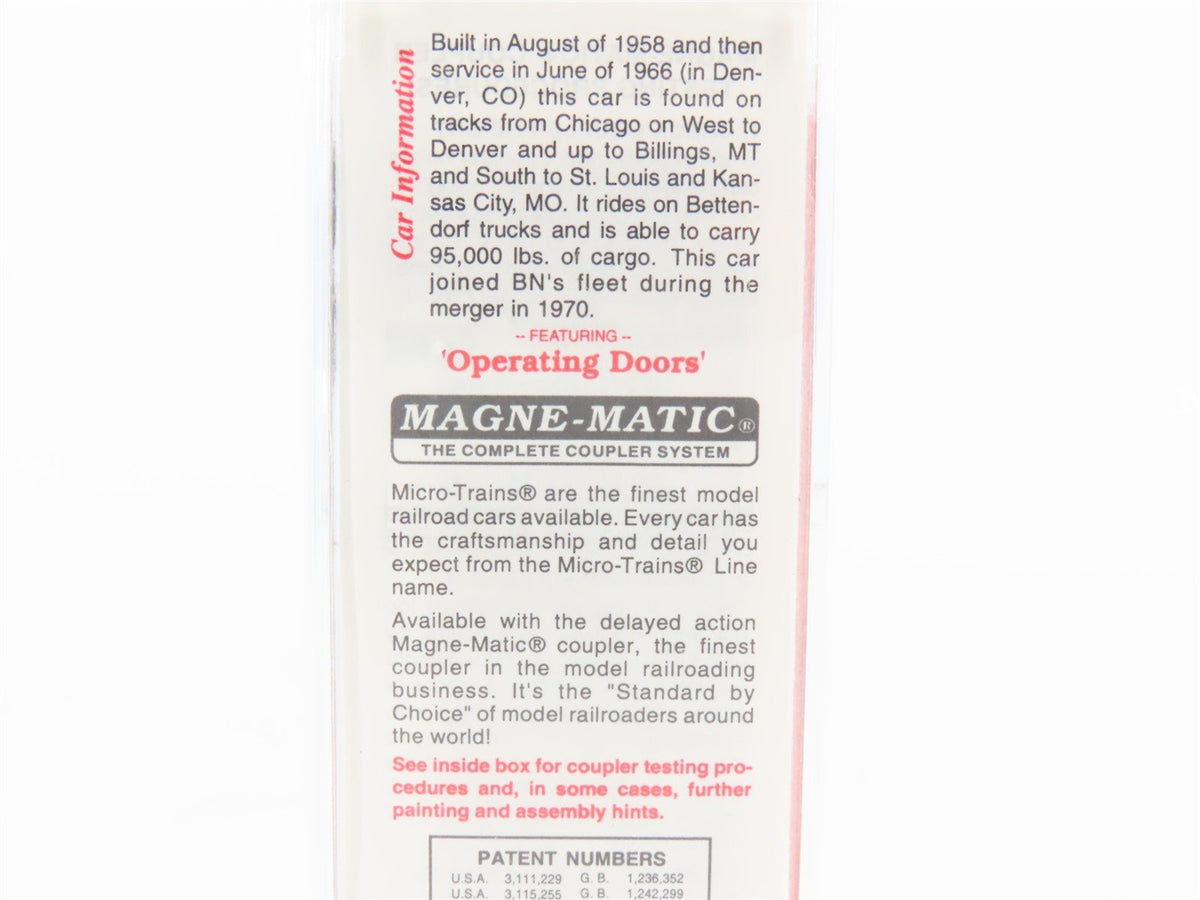 Car Information
Built in August of 1958 and then
service in June of 1966 (in Den-
ver, CO) this car is found on
tracks from Chicago on West to
Denver and up to Billings, MT
and South to St. Louis and Kan-
sas City, MO. It rides on Betten-
dorf trucks and is able to carry
95,000 lbs. of cargo. This car
joined BN's fleet during the
merger in 1970.
-- FEATURING --
'Operating Doors'
MAGNE-MATIC®
THE COMPLETE COUPLER SYSTEM
Micro-Trains® are the finest model
railroad cars available. Every car has
the craftsmanship and detail you
expect from the Micro-Trains® Line
name.
Available with the delayed action
Magne-Matic® coupler, the finest
coupler in the model railroading
business. It's the "Standard by
Choice" of model railroaders around
the world!
See inside box for coupler testing pro-
cedures and, in some cases, further
painting and assembly hints.
PATENT NUMBERS
U.S.A. 3,111,229 G. B. 1,236,352
U.S.A. 3,115,255 G. B. 1,242,299